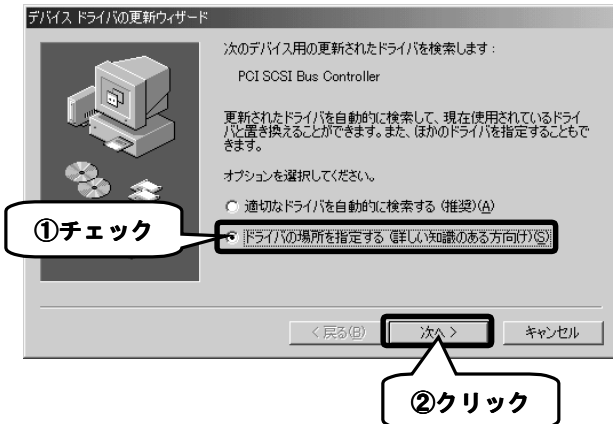 デバイス ドライバの更新ウィザード
次のデバイス用の更新されたドライバを検索します：
PCI SCSI Bus Controller
更新されたドライバを自動的に検索して、現在使用されているドライ
バと置き換えることができます。また、ほかのドライバを指定することもで
きます。
オプションを選択してください。
適切なドライバを自動的に検索する (推奨)(A)
①チェック
ドライバの場所を指定する (詳しい知識のある方向け)(S)
< 戻る(B)
次へ >
キャンセル
②クリック